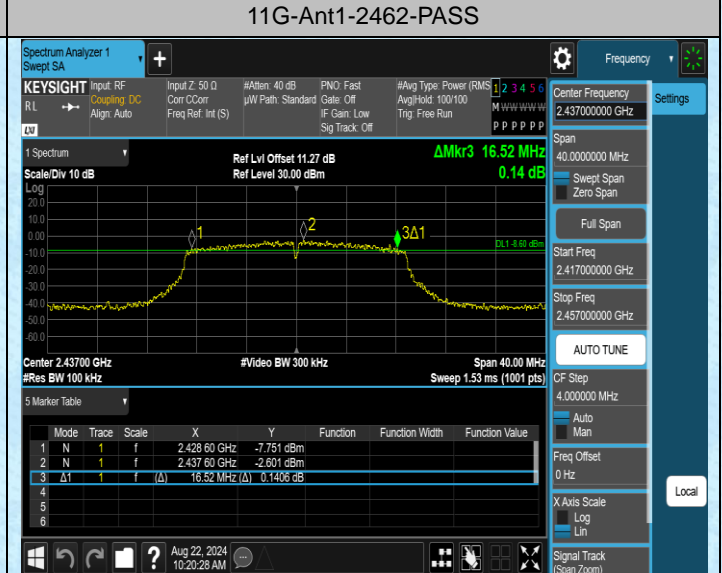 11G-Ant1-2462-PASS
Spectrum Analyzer 1
Swept SA
+
Frequency
KEYSIGHT
RL
LXI
Input: RF
Coupling: DC
Align: Auto
Input Z: 50 Ω
Corr CCorr
Freq Ref: Int (S)
#Atten: 40 dB
µW Path: Standard
PNO: Fast
Gate: Off
IF Gain: Low
Sig Track: Off
#Avg Type: Power (RMS
Avg|Hold: 100/100
Trig: Free Run
1 2 3 4 5 6
M W W W W W
P P P P P P
1 Spectrum
Scale/Div 10 dB
Ref Lvl Offset 11.27 dB
Ref Level 30.00 dBm
ΔMkr3 16.52 MHz
0.14 dB
Log
20.0
10.0
0.00
-10.0
-20.0
-30.0
-40.0
-50.0
-60.0
1
2
3Δ1
DL1 -8.60 dBm
Center 2.43700 GHz
#Res BW 100 kHz
#Video BW 300 kHz
Span 40.00 MHz
Sweep 1.53 ms (1001 pts)
5 Marker Table
Mode Trace Scale X Y Function Function Width Function Value
1 N 1 f 2.428 60 GHz -7.751 dBm
2 N 1 f 2.437 60 GHz -2.601 dBm
3 Δ1 1 f (Δ) 16.52 MHz (Δ) 0.1406 dB
4
5
6
Aug 22, 2024
10:20:28 AM
?
Center Frequency
2.437000000 GHz
Settings
Span
40.0000000 MHz
Swept Span
Zero Span
Full Span
Start Freq
2.417000000 GHz
Stop Freq
2.457000000 GHz
AUTO TUNE
CF Step
4.000000 MHz
Auto
Man
Freq Offset
0 Hz
X Axis Scale
Log
Lin
Local
Signal Track
(Span Zoom)